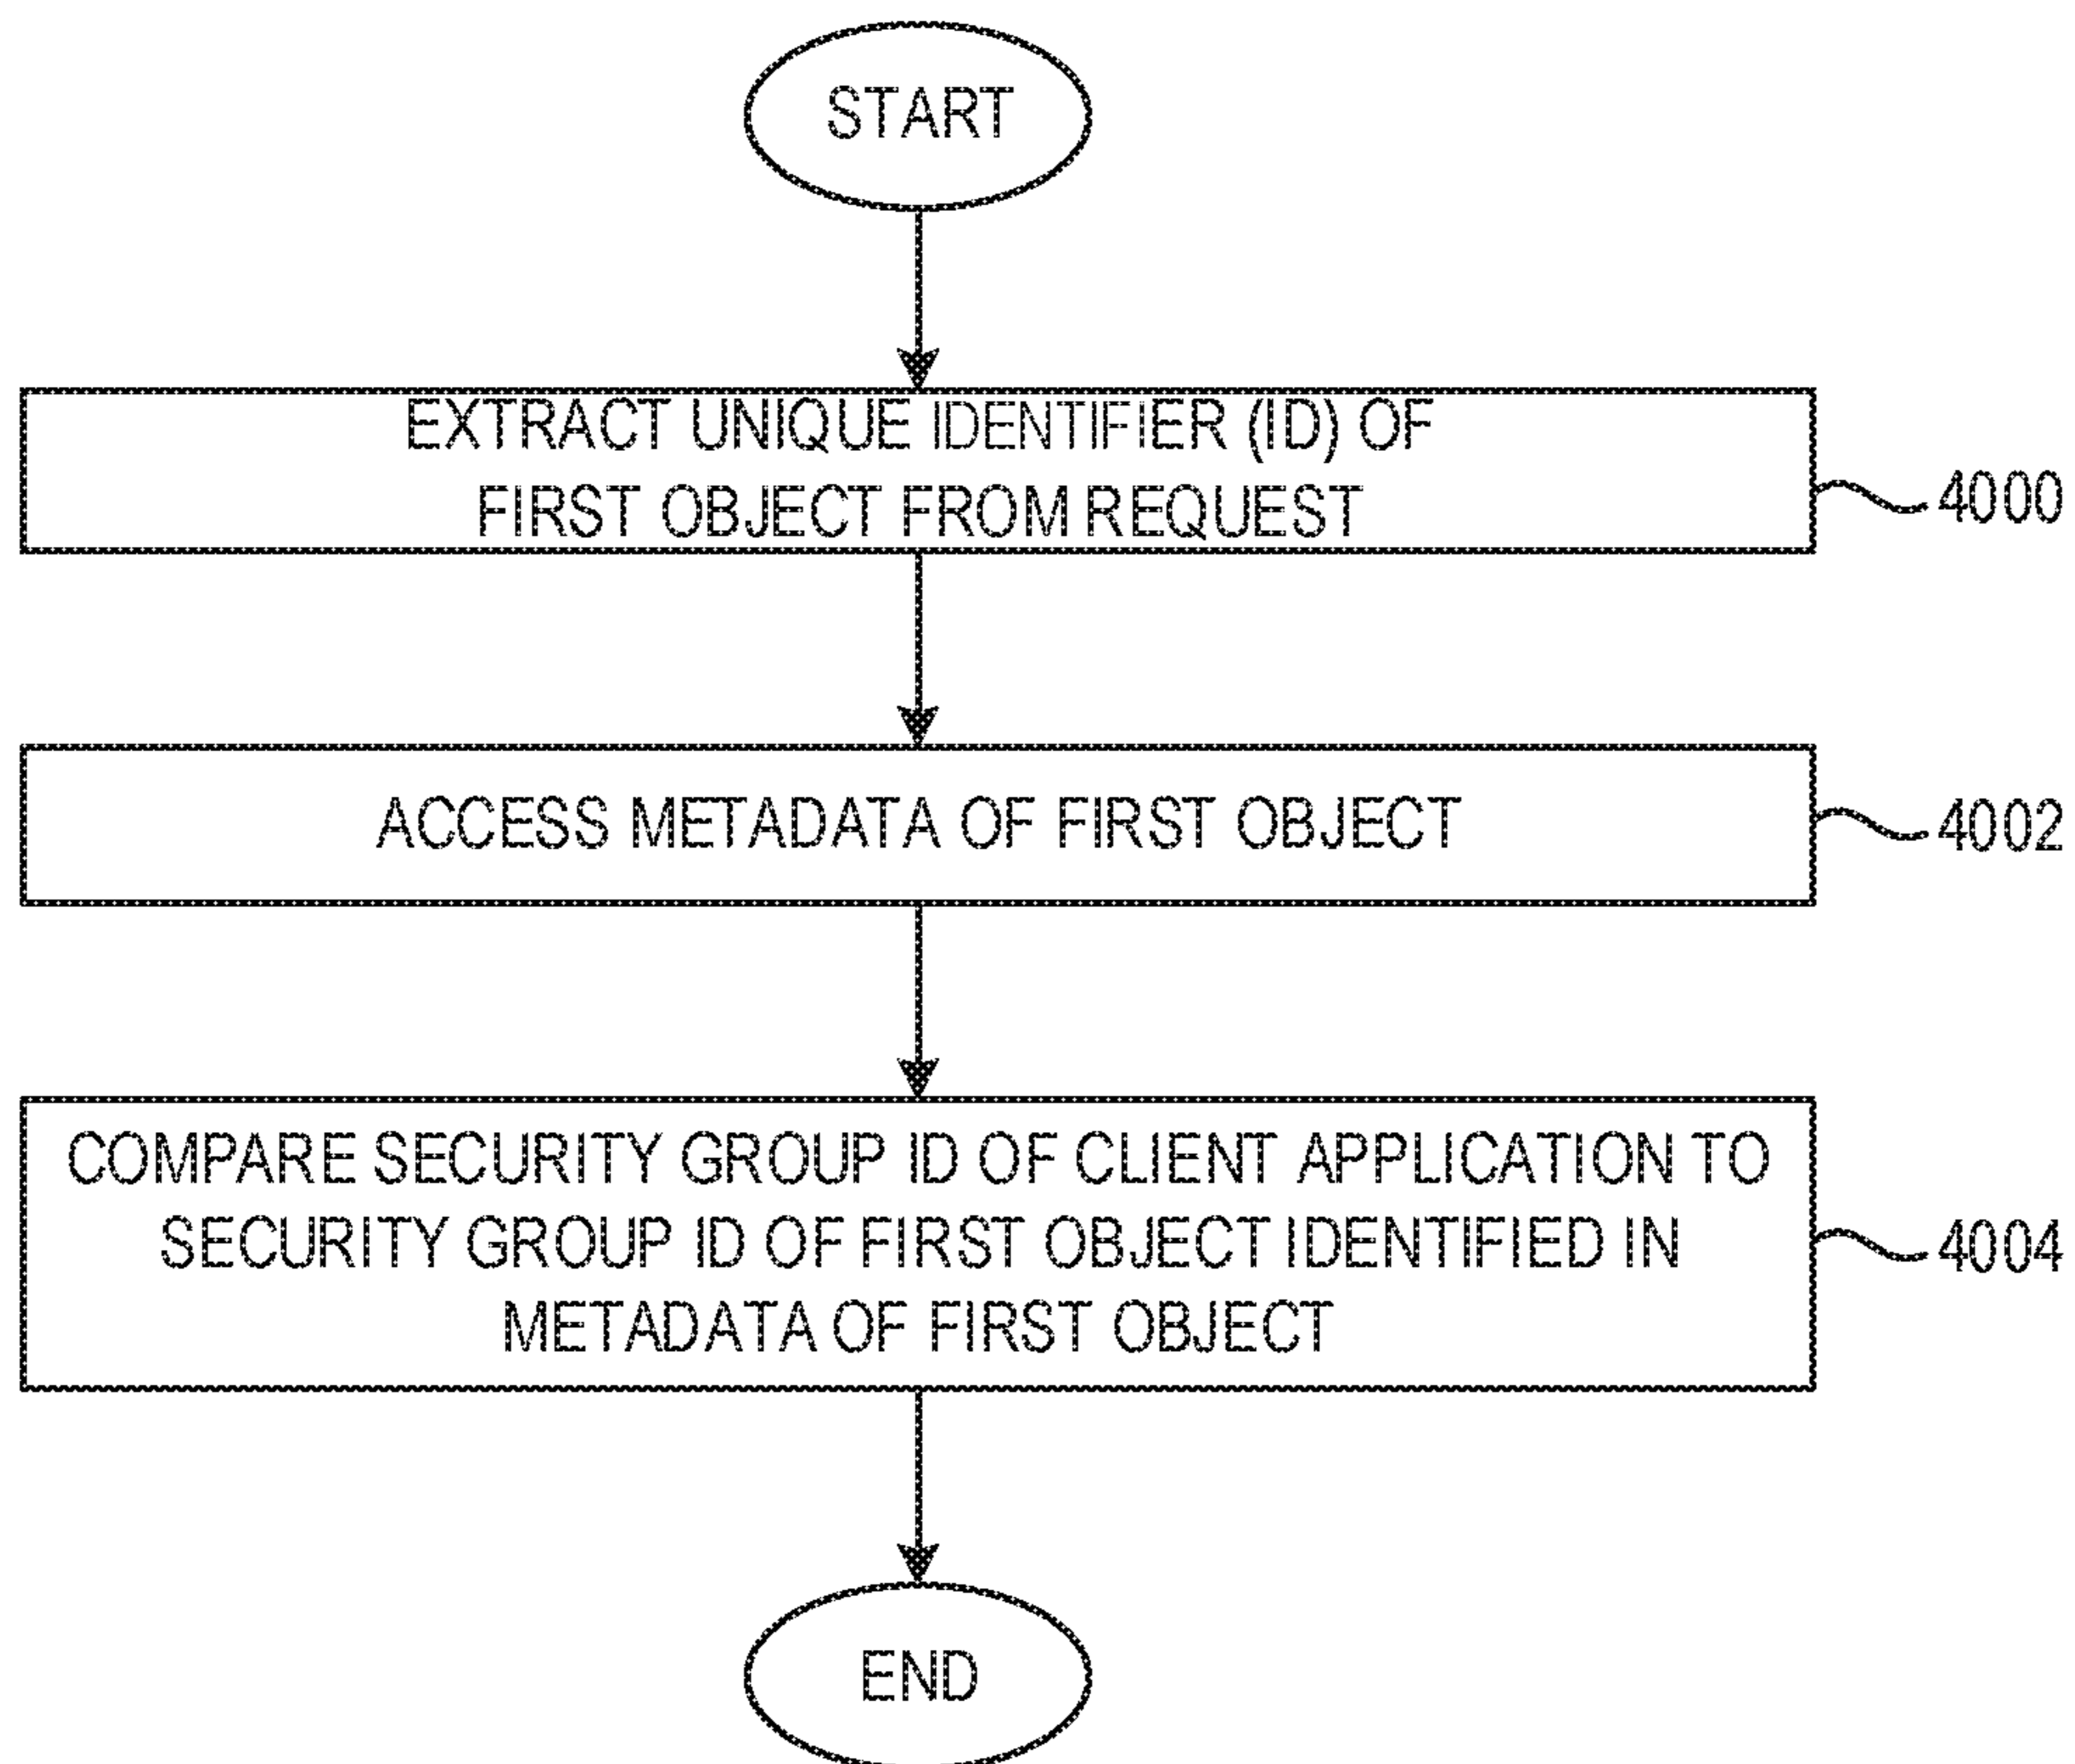 START
EXTRACT UNIQUE IDENTIFIER (ID) OF
FIRST OBJECT FROM REQUEST
4000
ACCESS METADATA OF FIRST OBJECT
4002
COMPARE SECURITY GROUP ID OF CLIENT APPLICATION TO
SECURITY GROUP ID OF FIRST OBJECT IDENTIFIED IN
METADATA OF FIRST OBJECT
4004
END